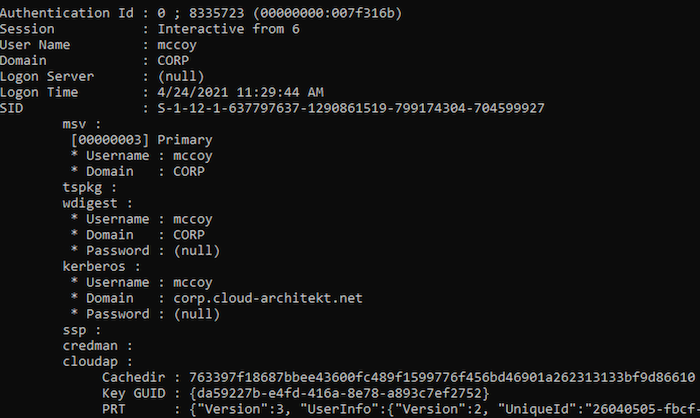 Authentication Id : 0 ; 8335723 (00000000:007f316b)
Session : Interactive from 6
User Name : mccoy
Domain : CORP
Logon Server : (null)
Logon Time : 4/24/2021 11:29:44 AM
SID : S-1-12-1-637797637-1290861519-799174304-704599927
msv :
[00000003] Primary
* Username : mccoy
* Domain : CORP
tspkg :
wdigest :
* Username : mccoy
* Domain : CORP
* Password : (null)
kerberos :
* Username : mccoy
* Domain : corp.cloud-architekt.net
* Password : (null)
ssp :
credman :
cloudap :
Cachedir : 763397f18687bbee43600fc489f1599776f456bd46901a262313133bf9d86610
Key GUID : {da59227b-e4fd-416a-8e78-a893c7ef2752}
PRT : {"Version":3, "UserInfo":{"Version":2, "UniqueId":"26040505-fbcf-